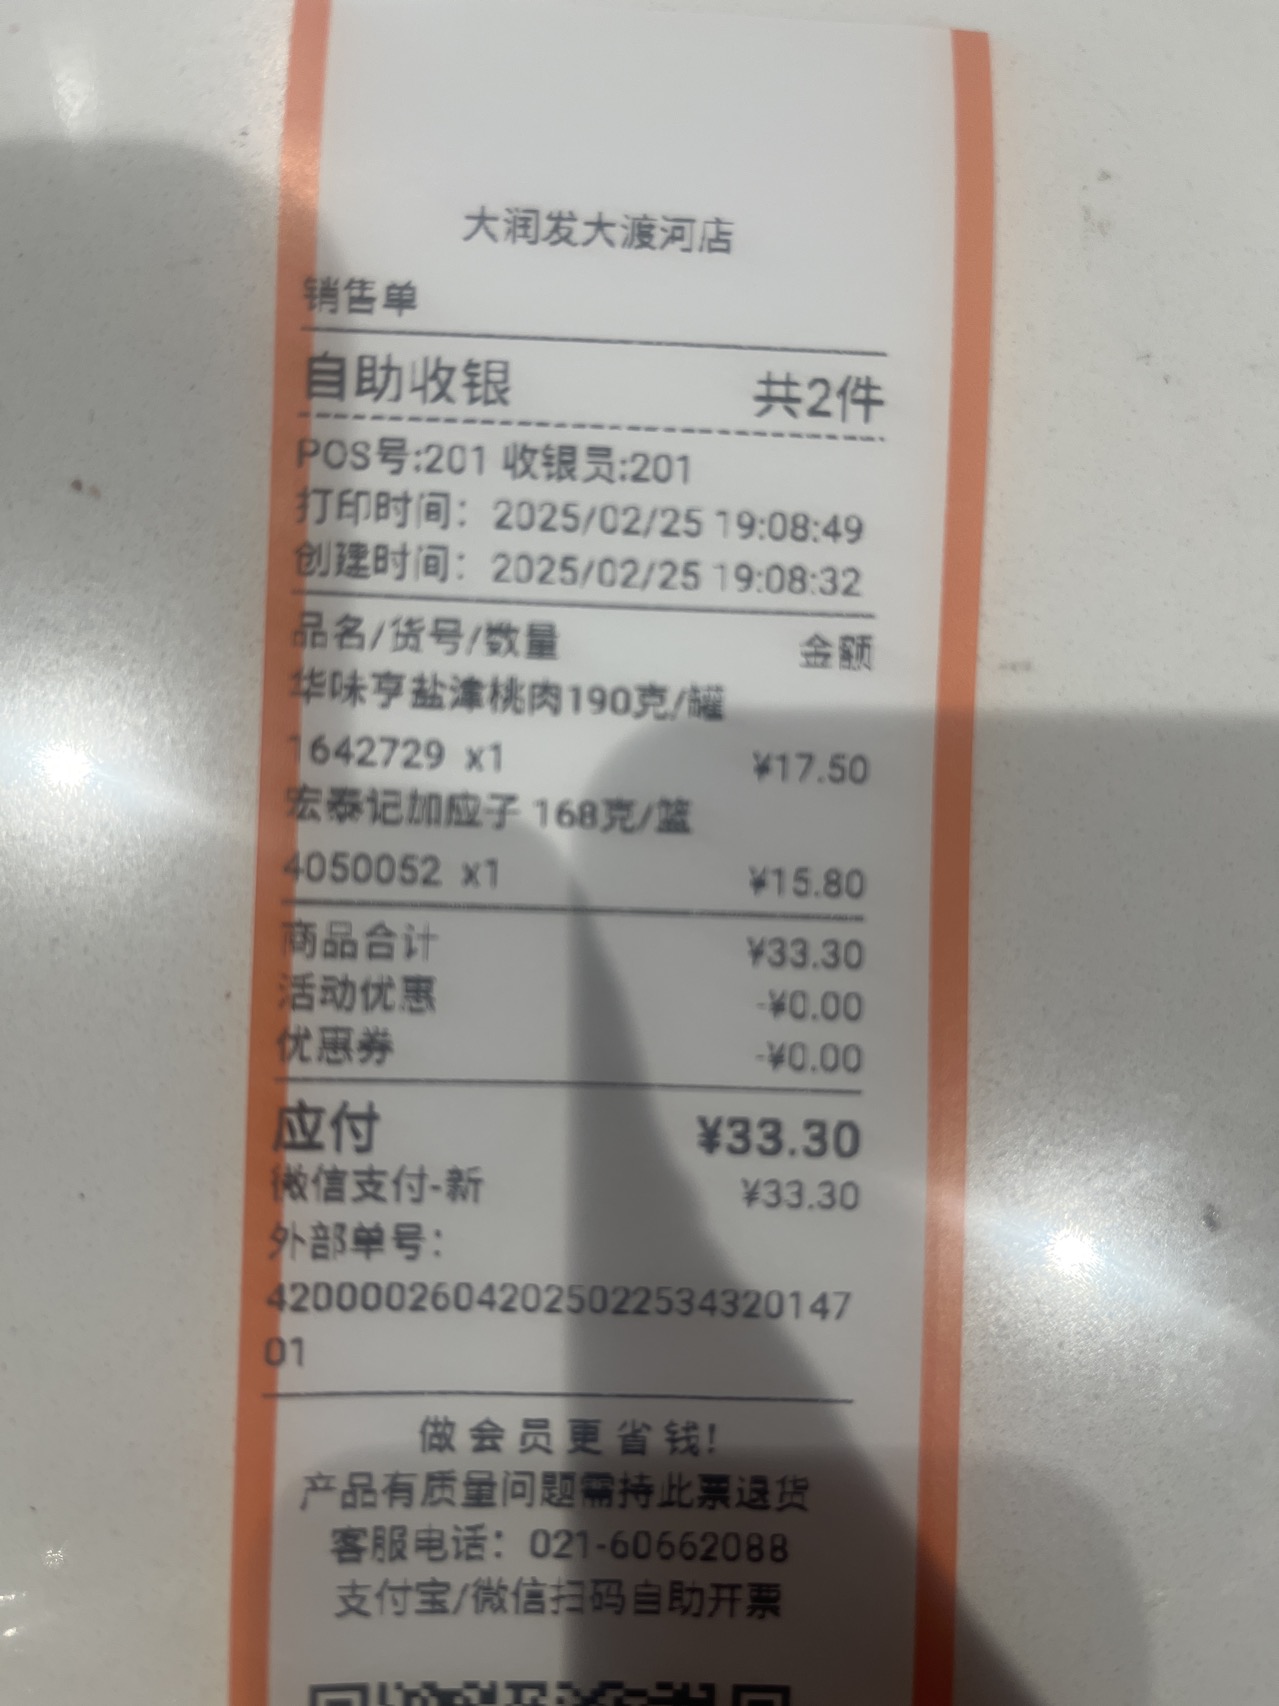 大润发大渡河店
销售单
自助收银 共2件
POS号:201 收银员:201
打印时间：2025/02/25 19:08:49
创建时间：2025/02/25 19:08:32
品名/货号/数量 金额
华味亨盐津桃肉190克/罐
1642729 x1 ¥17.50
宏泰记加应子 168克/篮
4050052 x1 ¥15.80
商品合计 ¥33.30
活动优惠 -¥0.00
优惠券 -¥0.00
应付 ¥33.30
微信支付-新 ¥33.30
外部单号：
42000026042025022534320147
01
做会员更省钱!
产品有质量问题需持此票退货
客服电话：021-60662088
支付宝/微信扫码自助开票